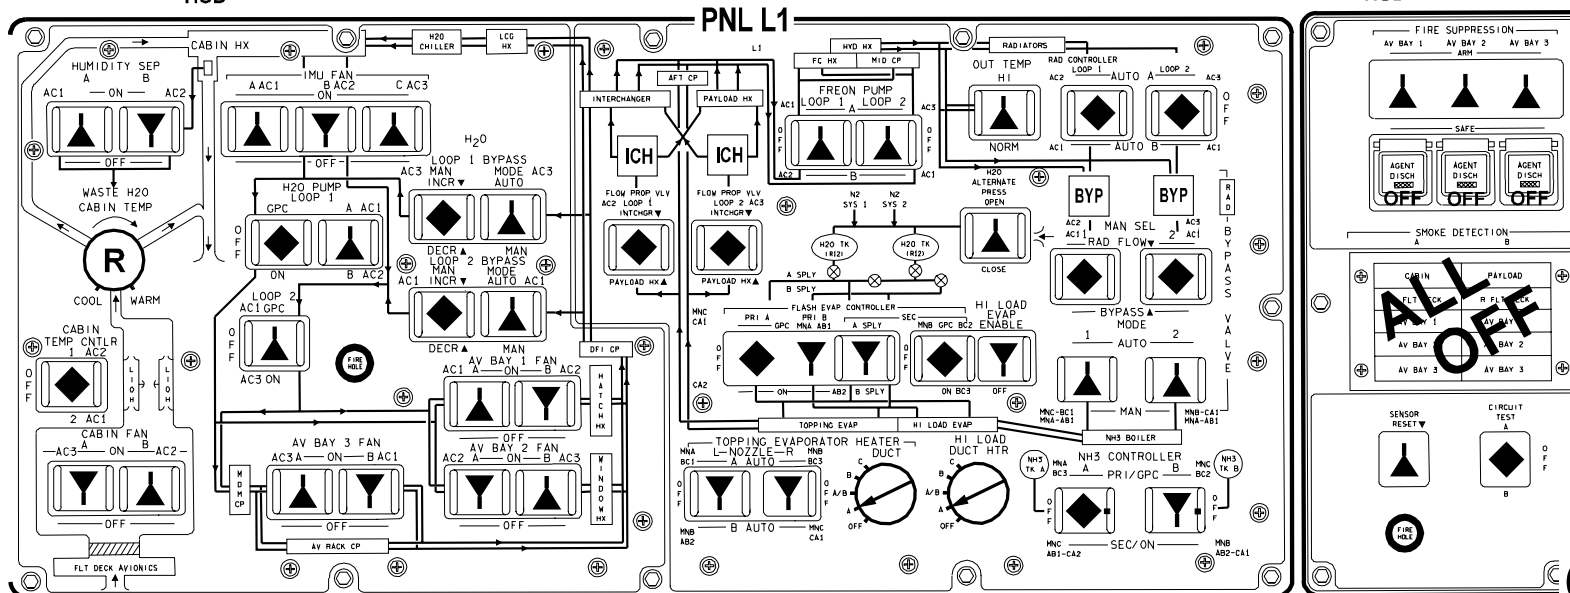 PNL L1
CABIN HX
H2O CHILLER
LCG HX
HUMIDITY SEP
A B
AC1 ON AC2
OFF
WASTE H2O
CABIN TEMP
R
COOL WARM
CABIN TEMP CNTLR
1 AC2
OFF
2 AC1
LIOH LIOH
CABIN FAN
A B
AC3 ON AC2
OFF
FLT DECK AVIONICS
IMU FAN
A AC1 B AC2 C AC3
ON
OFF
H2O PUMP
LOOP 1
GPC A AC1
OFF
ON B AC2
LOOP 2
AC1 GPC
OFF
AC3 ON
FIRE HOLE
H2O
LOOP 1 BYPASS
AC3 MAN MODE AC3
INCR▼ AUTO
DECR▲ MAN
LOOP 2 BYPASS
MAN MODE
AC1 INCR▼ AUTO AC1
DECR▲ MAN
AV BAY 1 FAN
AC1 A ON B AC2
OFF
AV BAY 2 FAN
AC2 A ON B AC3
OFF
AV BAY 3 FAN
AC3 A ON B AC1
OFF
MDM CP
AV RACK CP
HATCH HX
WINDOW HX
DFI CP
L1
INTERCHANGER
AFT CP
PAYLOAD HX
ICH ICH
FLOW PROP VLV
AC2 LOOP 1
INTCHGR▼
PAYLOAD HX▲
FLOW PROP VLV
LOOP 2 AC3
INTCHGR▼
PAYLOAD HX▲
HYD HX
FC HX MID CP
FREON PUMP
LOOP 1 A LOOP 2
AC1 AC3
OFF OFF
AC2 B AC1
N2 SYS 1 N2 SYS 2
H2O TK (R12) H2O TK (R12)
A SPLY
B SPLY
H2O ALTERNATE PRESS
OPEN
CLOSE
RADIATORS
OUT TEMP
HI
NORM
RAD CONTROLLER
LOOP 1 LOOP 2
AC2 AUTO A AC3
OFF
AC1 AUTO B AC1
BYP BYP
AC2 AC1 AC3 AC1
MAN SEL
1 RAD FLOW▼ 2
BYPASS▲
MODE
1 AUTO 2
MNC-BC1 MNA-AB1 MAN MNB-CA1 MNA-AB1
RAD BYPASS VALVE
MNC CA1
CA2
FLASH EVAP CONTROLLER
PRI A PRI B SEC
GPC MNA AB1 A SPLY MNB GPC BC2
OFF OFF
ON AB2 B SPLY ON BC3
HI LOAD EVAP
ENABLE
OFF
TOPPING EVAP HI LOAD EVAP
NH3 BOILER
TOPPING EVAPORATOR HEATER
L-NOZZLE-R DUCT
MNA BC1 A AUTO MNB BC3
OFF OFF
MNB AB2 B AUTO MNC CA1
C
B
A/B
A
OFF
HI LOAD DUCT HTR
C
B
A/B
A
OFF
NH3 TK A
NH3 CONTROLLER
MNA BC3 A B MNC BC2
PRI/GPC
NH3 TK B
OFF OFF
MNC AB1-CA2 SEC/ON MNB AB2-CA1
FIRE SUPPRESSION
AV BAY 1 AV BAY 2 AV BAY 3
ARM
SAFE
AGENT DISCH AGENT DISCH AGENT DISCH
OFF OFF OFF
SMOKE DETECTION
A B
CABIN PAYLOAD
AV BAY 3 AV BAY 3
ALL OFF
SENSOR
RESET▼
CIRCUIT TEST
A
OFF
B
FIRE HOLE